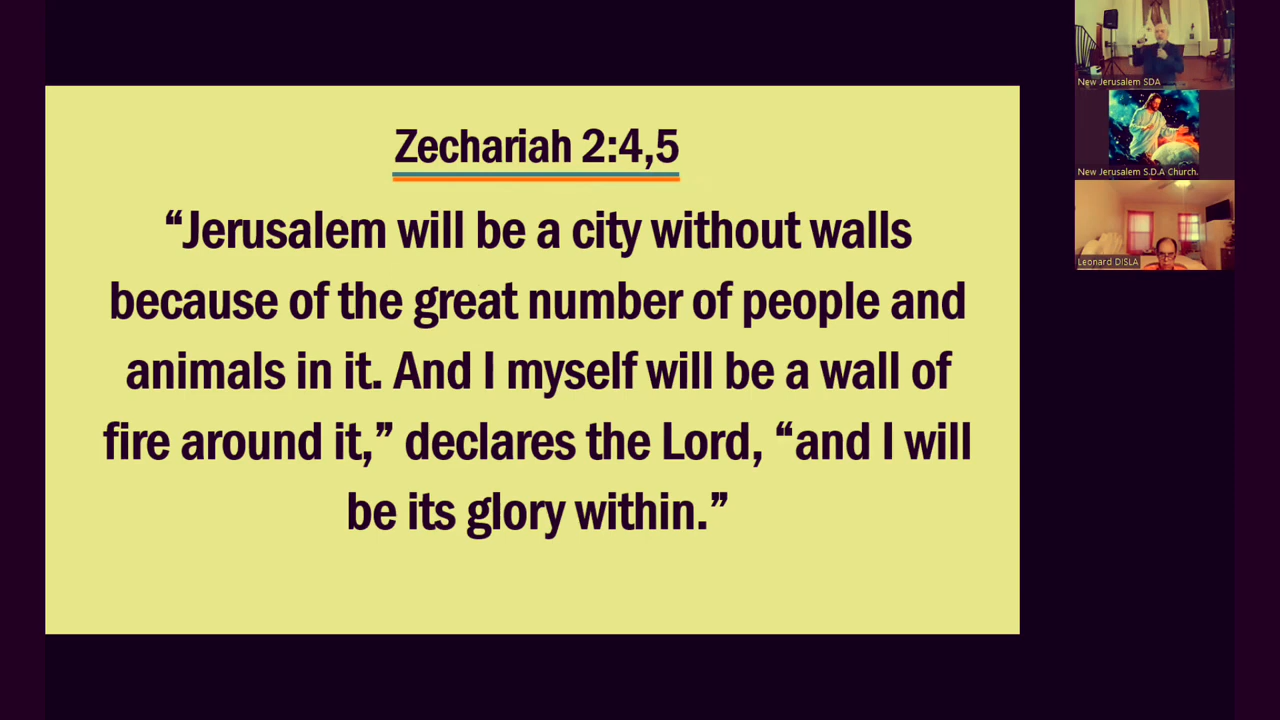 Zechariah 2:4,5
“Jerusalem will be a city without walls
because of the great number of people and
animals in it. And I myself will be a wall of
fire around it,” declares the Lord, “and I will
be its glory within.”
New Jerusalem SDA
New Jerusalem S.D.A Church.
Leonard DISLA